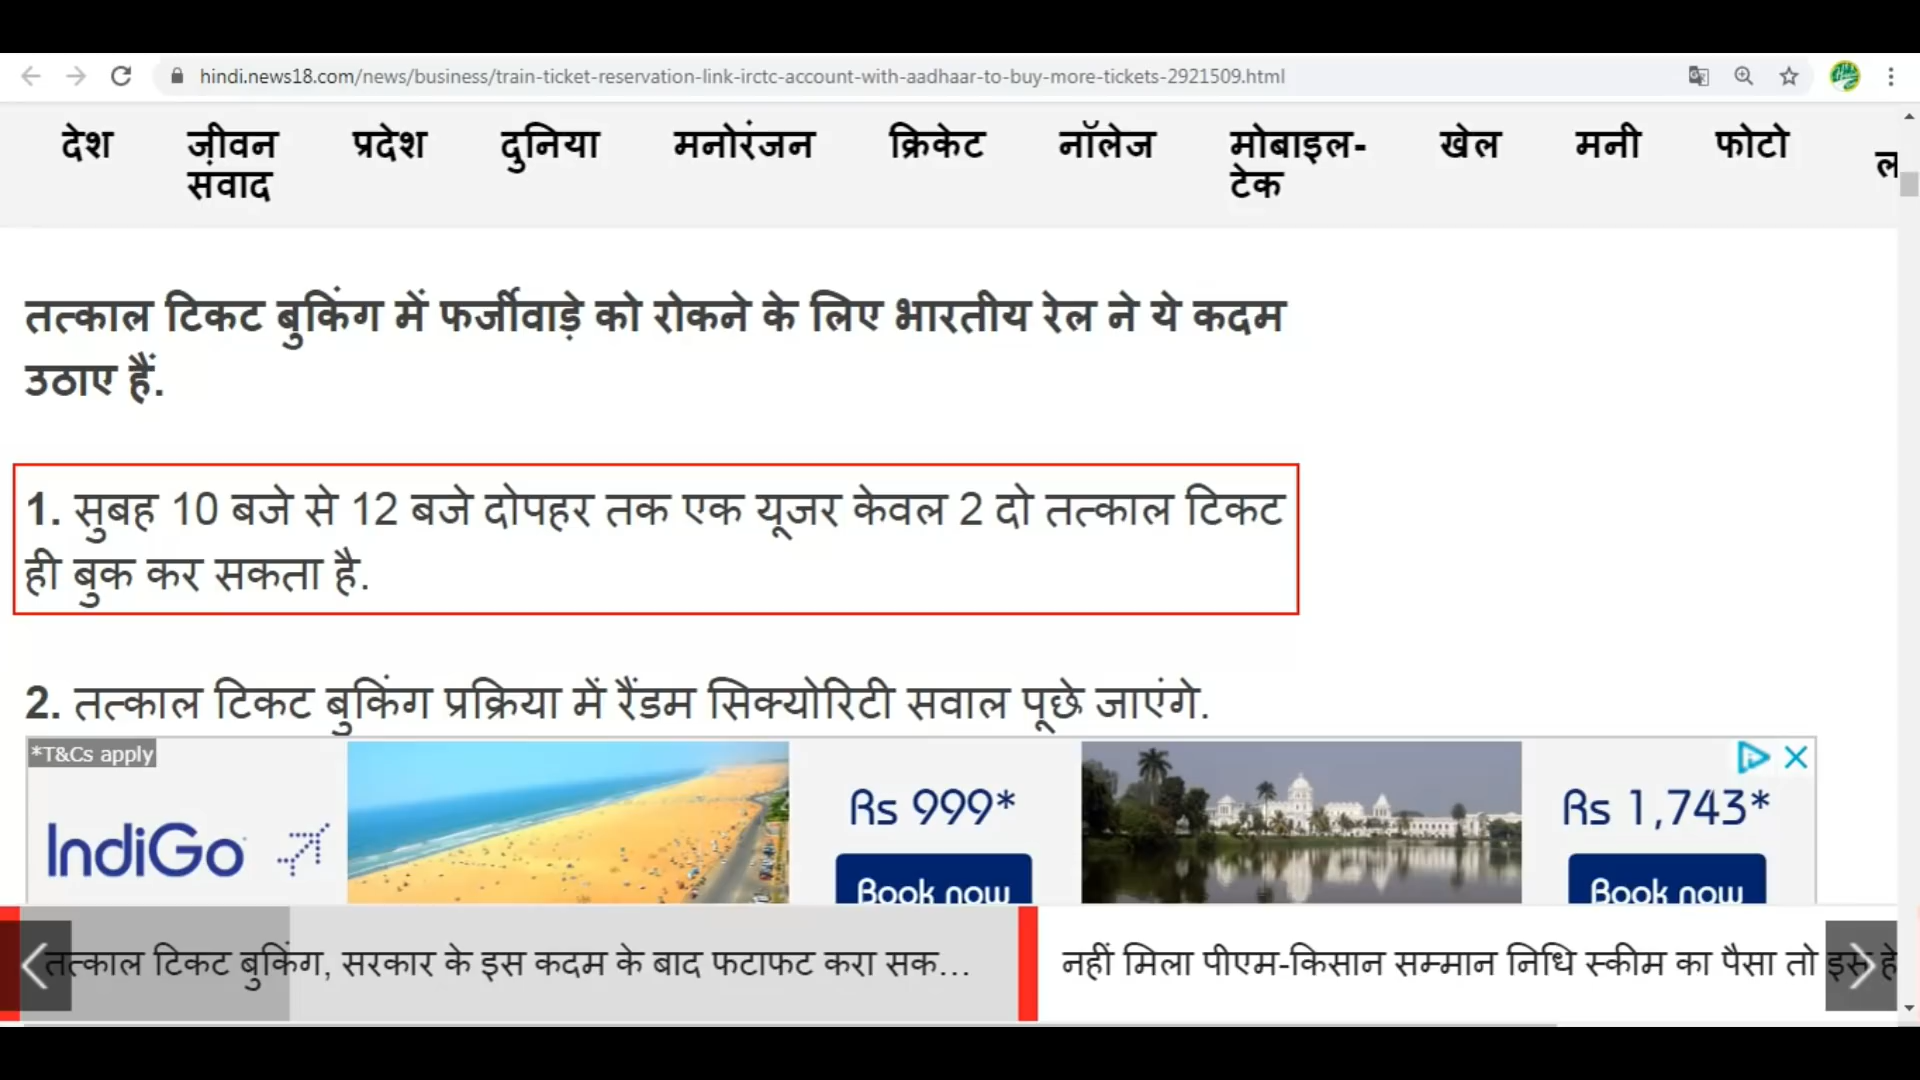 hindi.news18.com/news/business/train-ticket-reservation-link-irctc-account-with-aadhaar-to-buy-more-tickets-2921509.html
देश जीवन संवाद प्रदेश दुनिया मनोरंजन क्रिकेट नॉलेज मोबाइल-टेक खेल मनी फोटो ल
तत्काल टिकट बुकिंग में फर्जीवाड़े को रोकने के लिए भारतीय रेल ने ये कदम
उठाए हैं.
1. सुबह 10 बजे से 12 बजे दोपहर तक एक यूजर केवल 2 दो तत्काल टिकट
ही बुक कर सकता है.
2. तत्काल टिकट बुकिंग प्रक्रिया में रैंडम सिक्योरिटी सवाल पूछे जाएंगे.
*T&Cs apply
IndiGo
Rs 999*
Book now
Rs 1,743*
Book now
तत्काल टिकट बुकिंग, सरकार के इस कदम के बाद फटाफट करा सक...
नहीं मिला पीएम-किसान सम्मान निधि स्कीम का पैसा तो इस हे